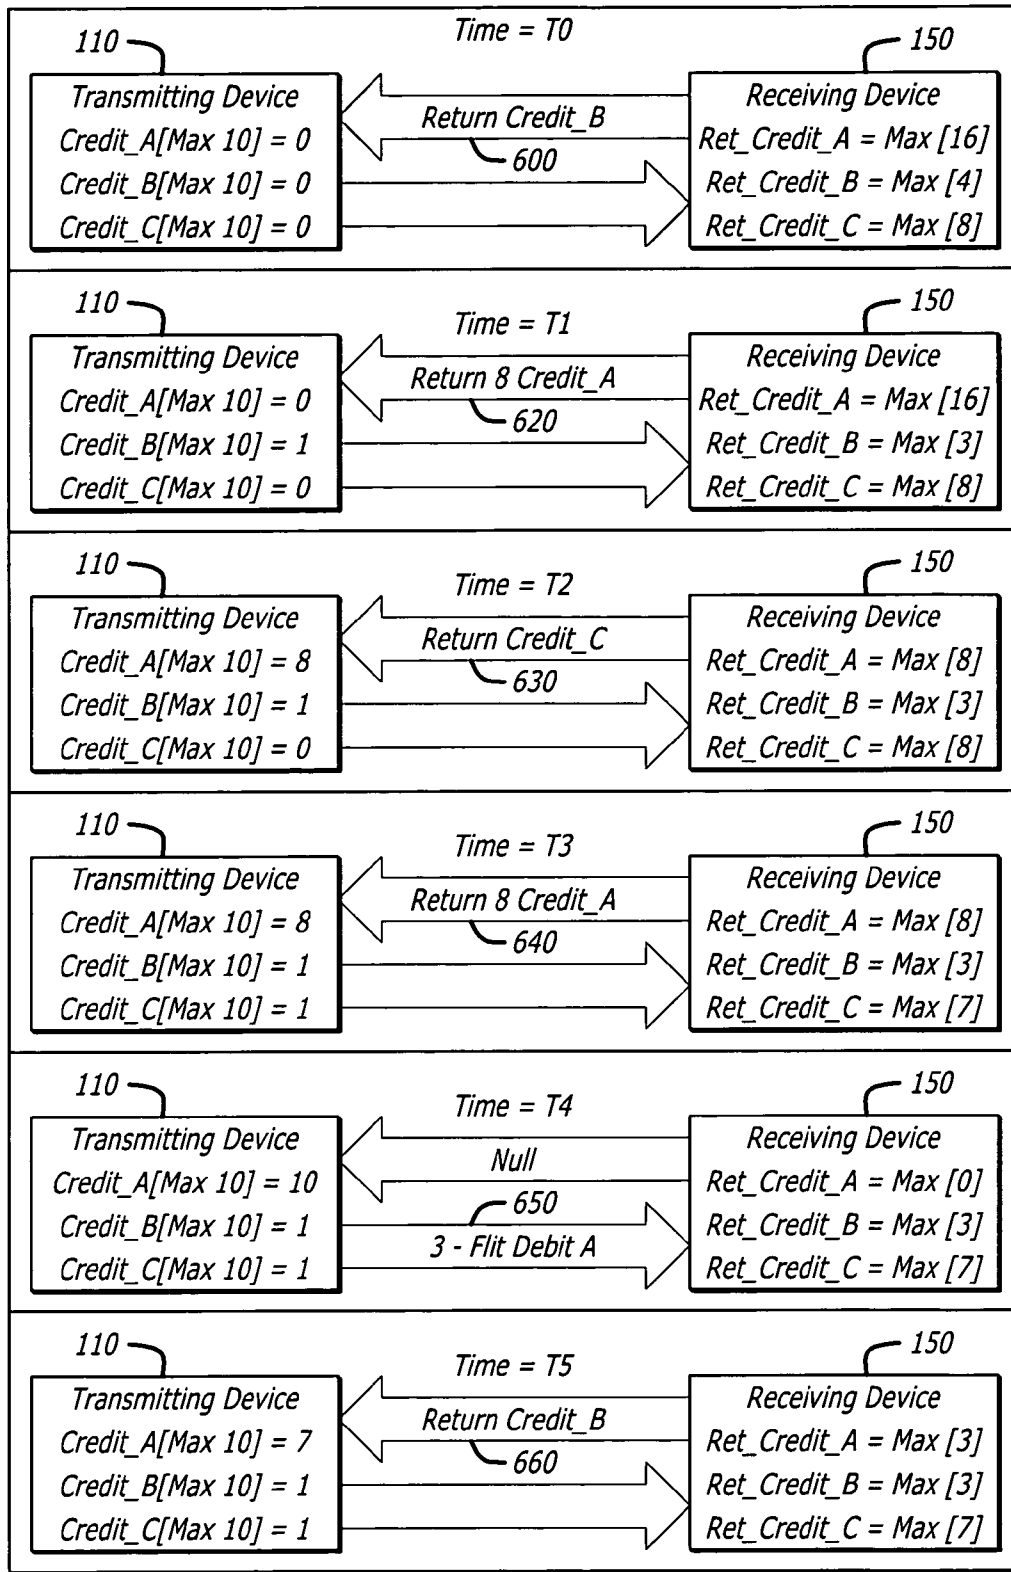 Time = T0
110
150
Transmitting Device
Credit_A[Max 10] = 0
Credit_B[Max 10] = 0
Credit_C[Max 10] = 0
Return Credit_B
600
Receiving Device
Ret_Credit_A = Max [16]
Ret_Credit_B = Max [4]
Ret_Credit_C = Max [8]
110
Time = T1
150
Transmitting Device
Credit_A[Max 10] = 0
Credit_B[Max 10] = 1
Credit_C[Max 10] = 0
Return 8 Credit_A
620
Receiving Device
Ret_Credit_A = Max [16]
Ret_Credit_B = Max [3]
Ret_Credit_C = Max [8]
110
Time = T2
150
Transmitting Device
Credit_A[Max 10] = 8
Credit_B[Max 10] = 1
Credit_C[Max 10] = 0
Return Credit_C
630
Receiving Device
Ret_Credit_A = Max [8]
Ret_Credit_B = Max [3]
Ret_Credit_C = Max [8]
110
Time = T3
150
Transmitting Device
Credit_A[Max 10] = 8
Credit_B[Max 10] = 1
Credit_C[Max 10] = 1
Return 8 Credit_A
640
Receiving Device
Ret_Credit_A = Max [8]
Ret_Credit_B = Max [3]
Ret_Credit_C = Max [7]
110
Time = T4
150
Transmitting Device
Credit_A[Max 10] = 10
Credit_B[Max 10] = 1
Credit_C[Max 10] = 1
Null
650
3 - Flit Debit A
Receiving Device
Ret_Credit_A = Max [0]
Ret_Credit_B = Max [3]
Ret_Credit_C = Max [7]
110
Time = T5
150
Transmitting Device
Credit_A[Max 10] = 7
Credit_B[Max 10] = 1
Credit_C[Max 10] = 1
Return Credit_B
660
Receiving Device
Ret_Credit_A = Max [3]
Ret_Credit_B = Max [3]
Ret_Credit_C = Max [7]